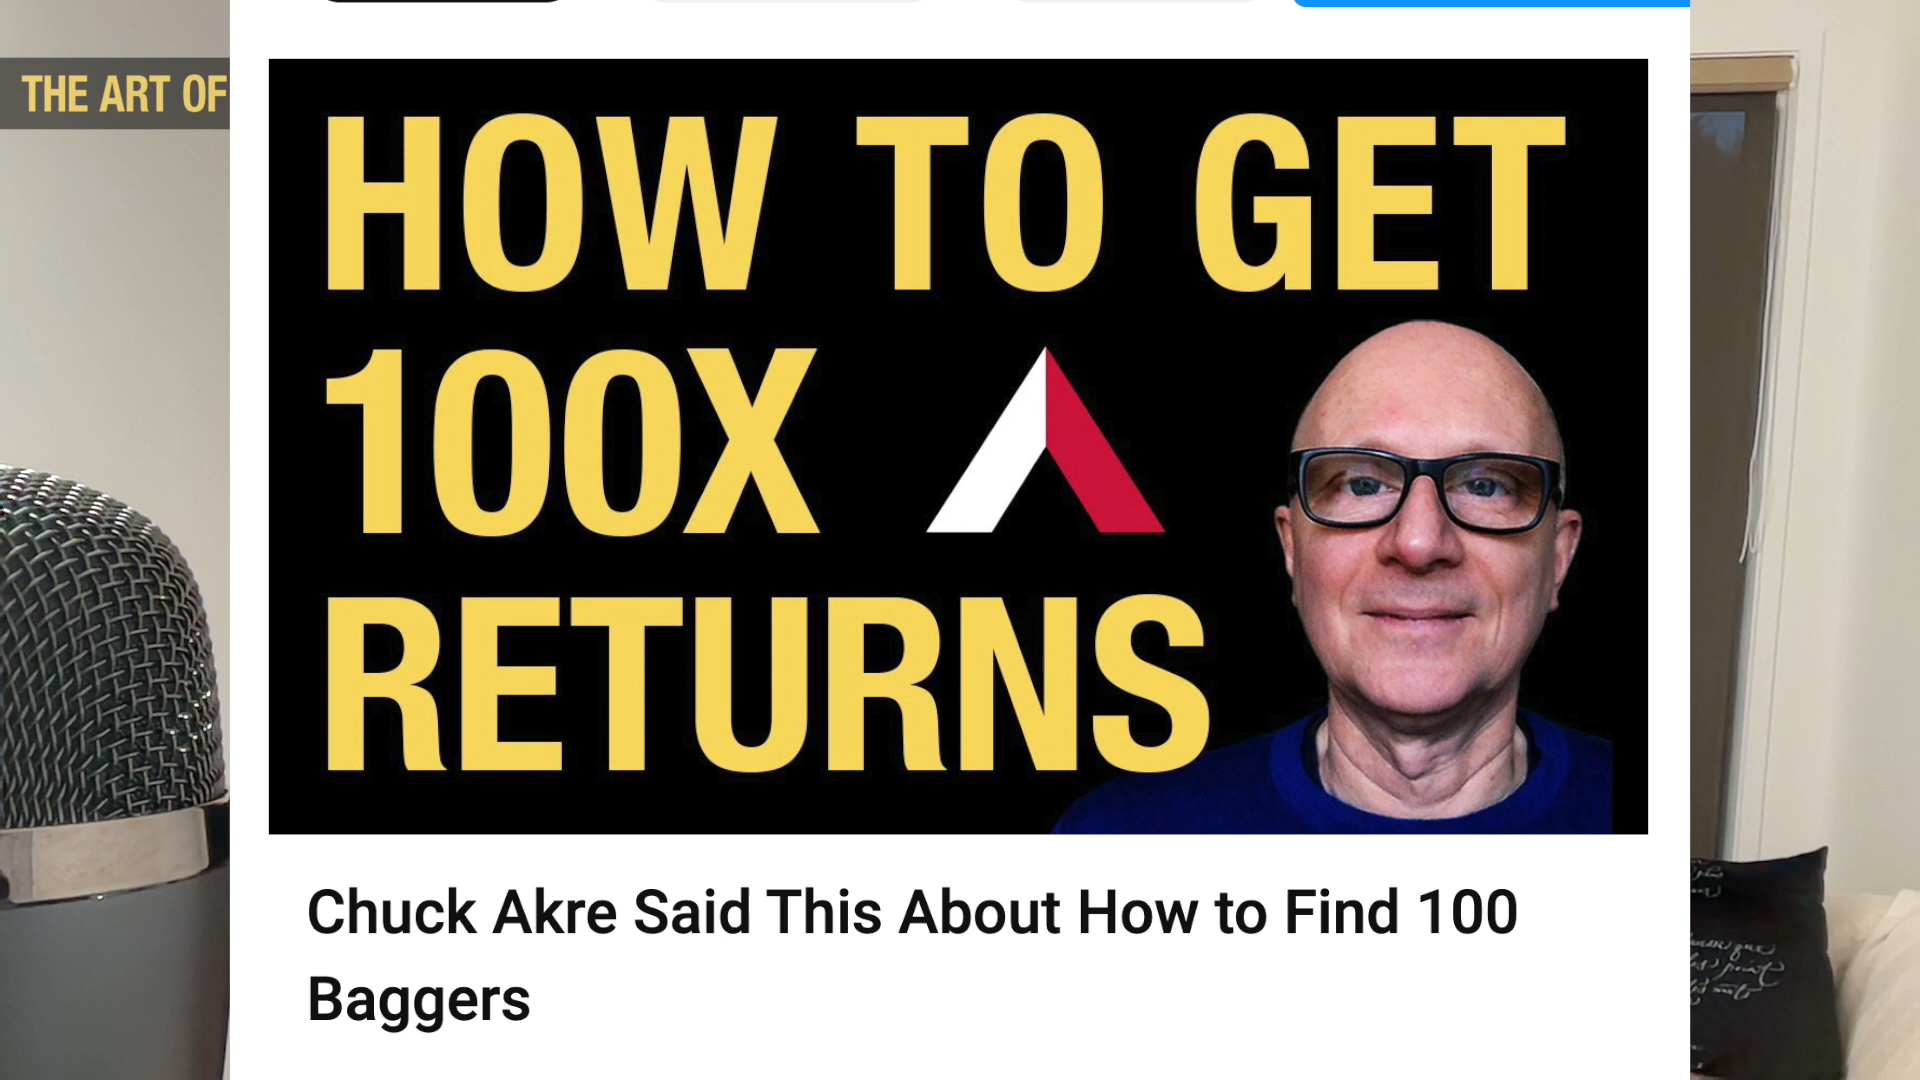 THE ART OF
HOW TO GET
100X
RETURNS
Chuck Akre Said This About How to Find 100
Baggers